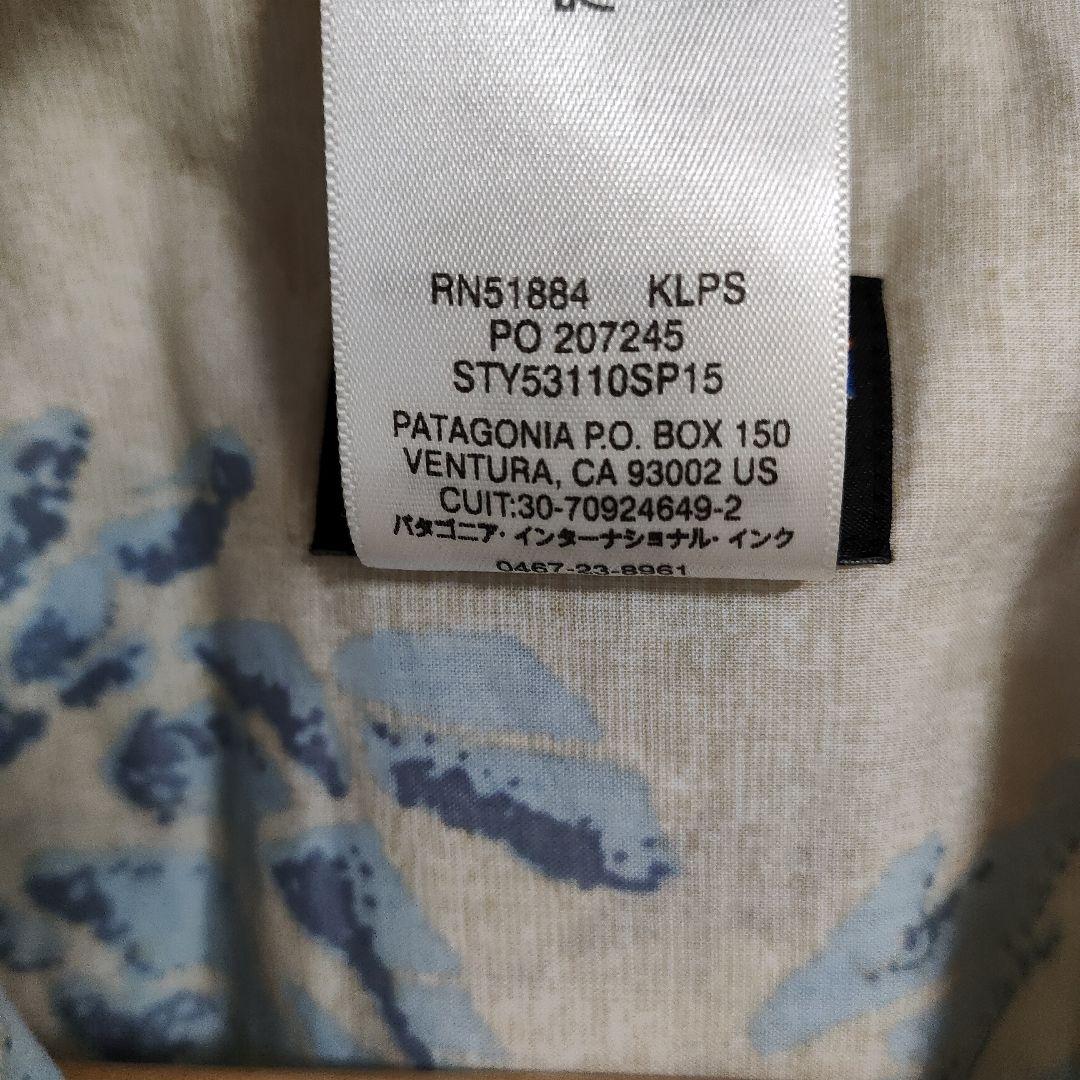 RN51884 KLPS
PO 207245
STY53110SP15
PATAGONIA P.O. BOX 150
VENTURA, CA 93002 US
CUIT:30-70924649-2
パタゴニア・インターナショナル・インク
0467-23-8961